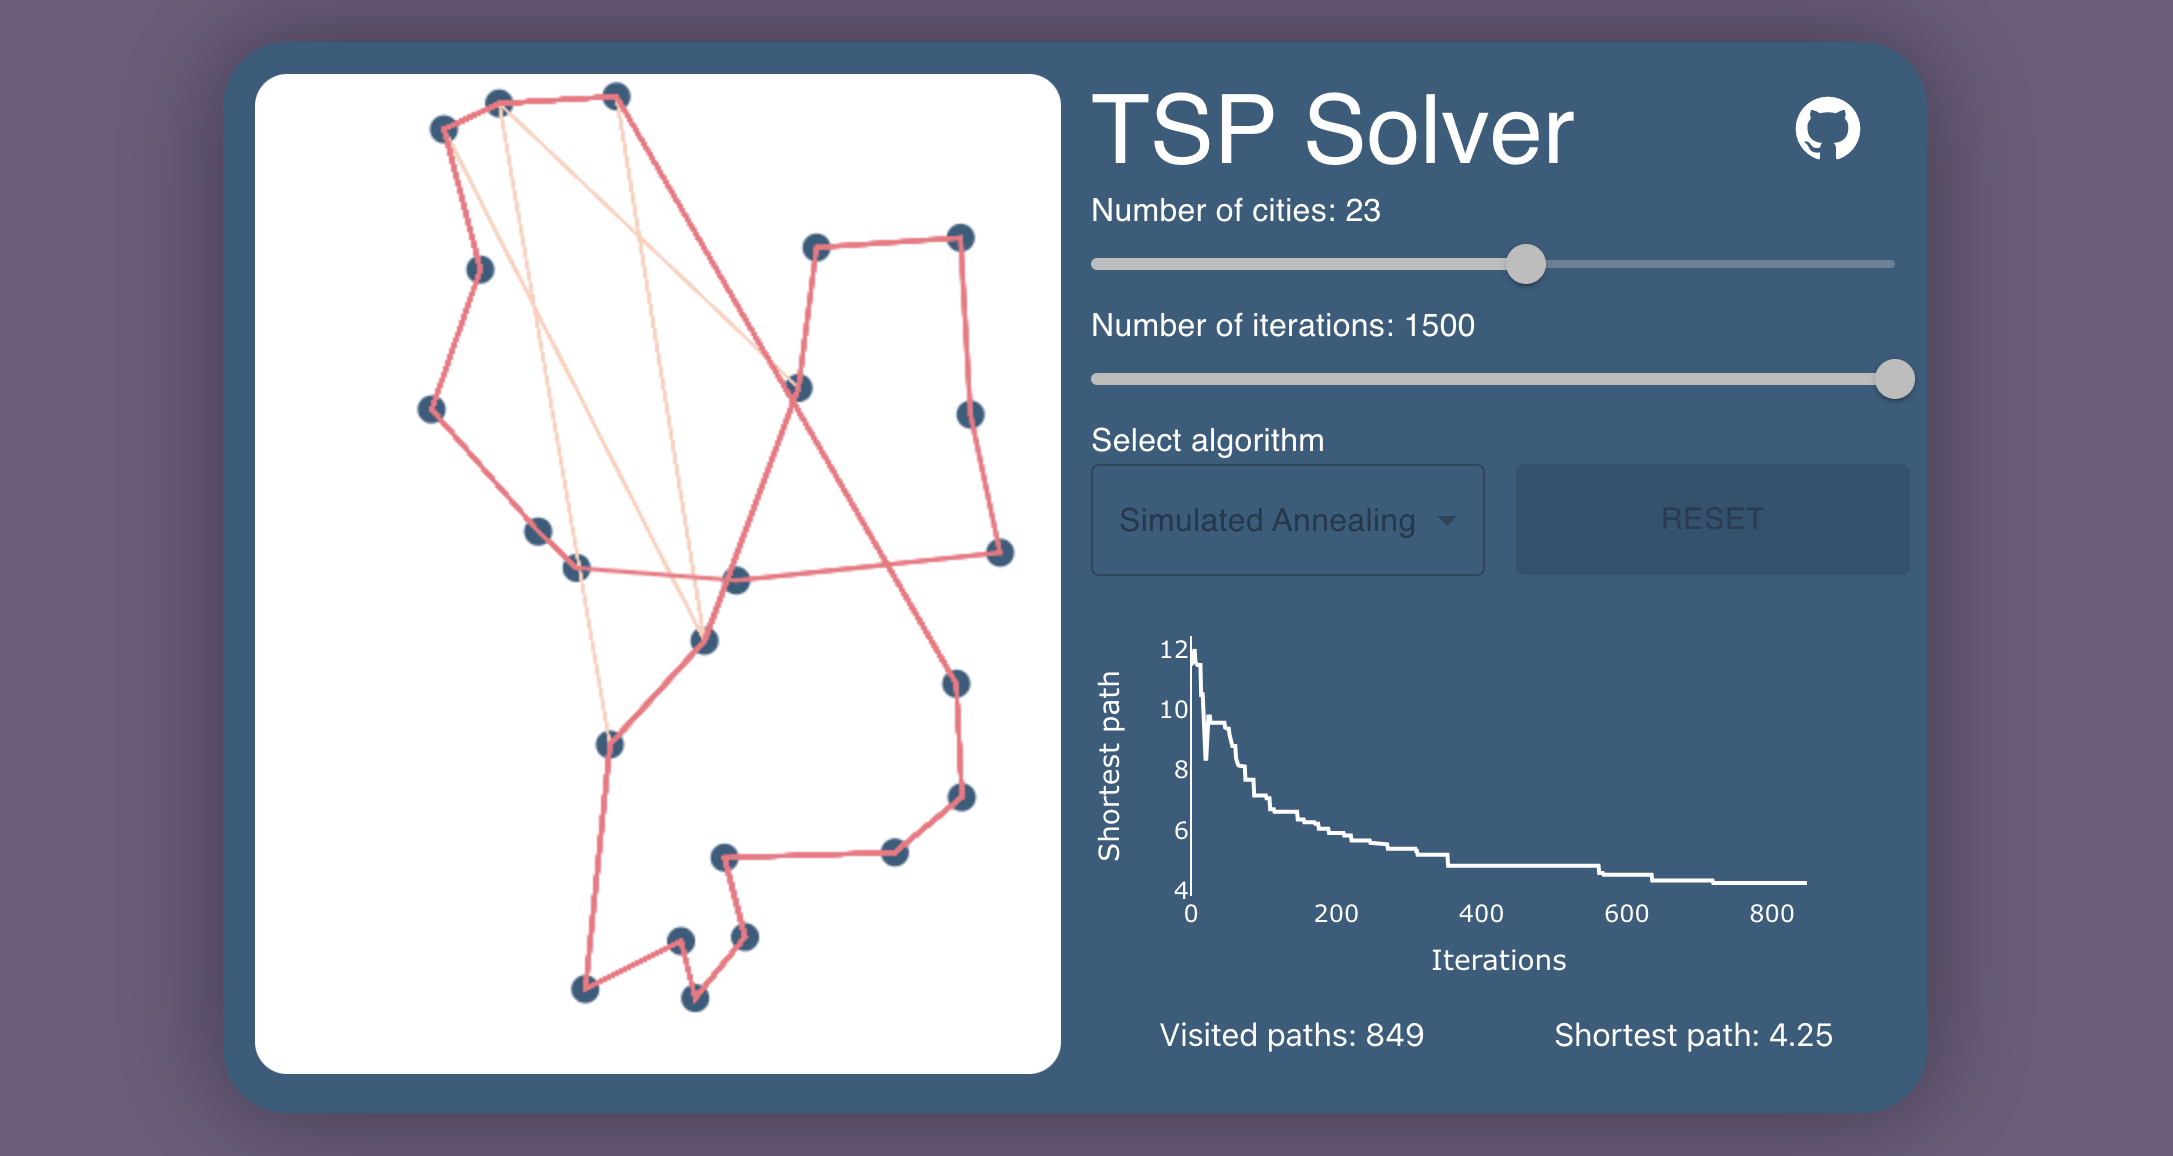 TSP Solver
Number of cities: 23
Number of iterations: 1500
Select algorithm
Simulated Annealing
RESET
12
10
8
6
4
Shortest path
0 200 400 600 800
Iterations
Visited paths: 849
Shortest path: 4.25